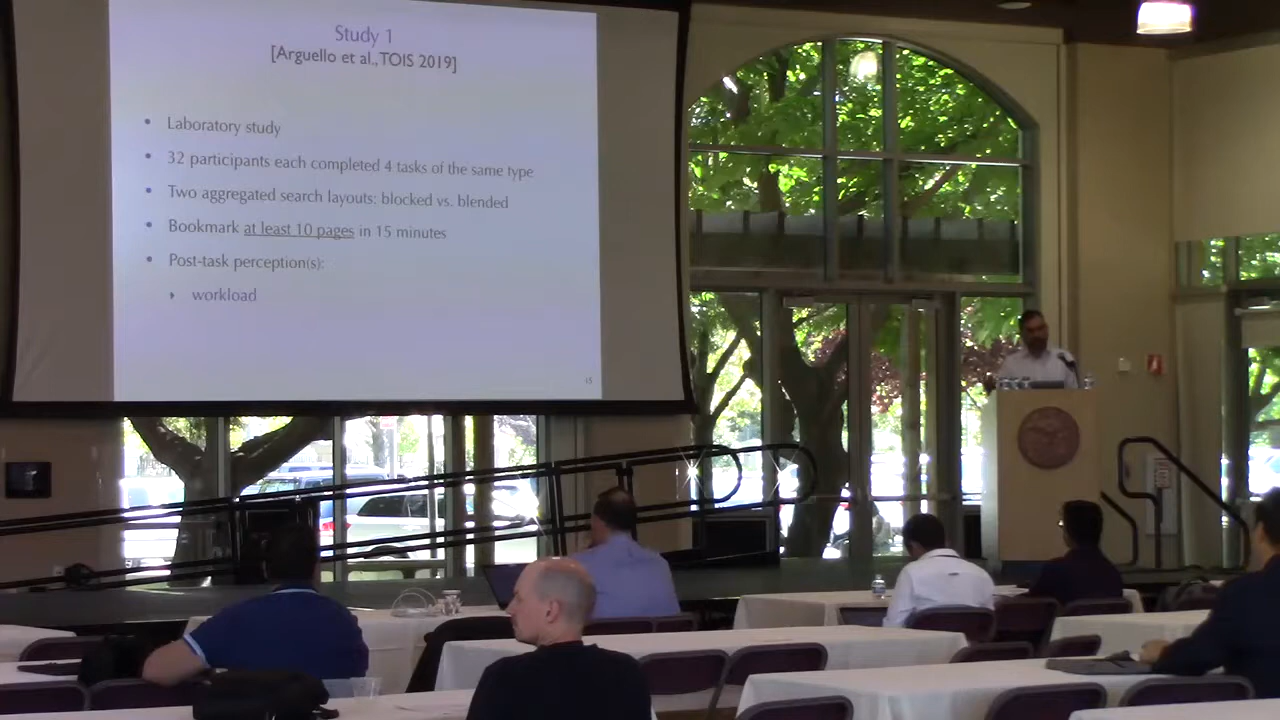 Study 1
[Arguello et al., TOIS 2019]
• Laboratory study
• 32 participants each completed 4 tasks of the same type
• Two aggregated search layouts: blocked vs. blended
• Bookmark at least 10 pages in 15 minutes
• Post-task perception(s):
‣ workload
15